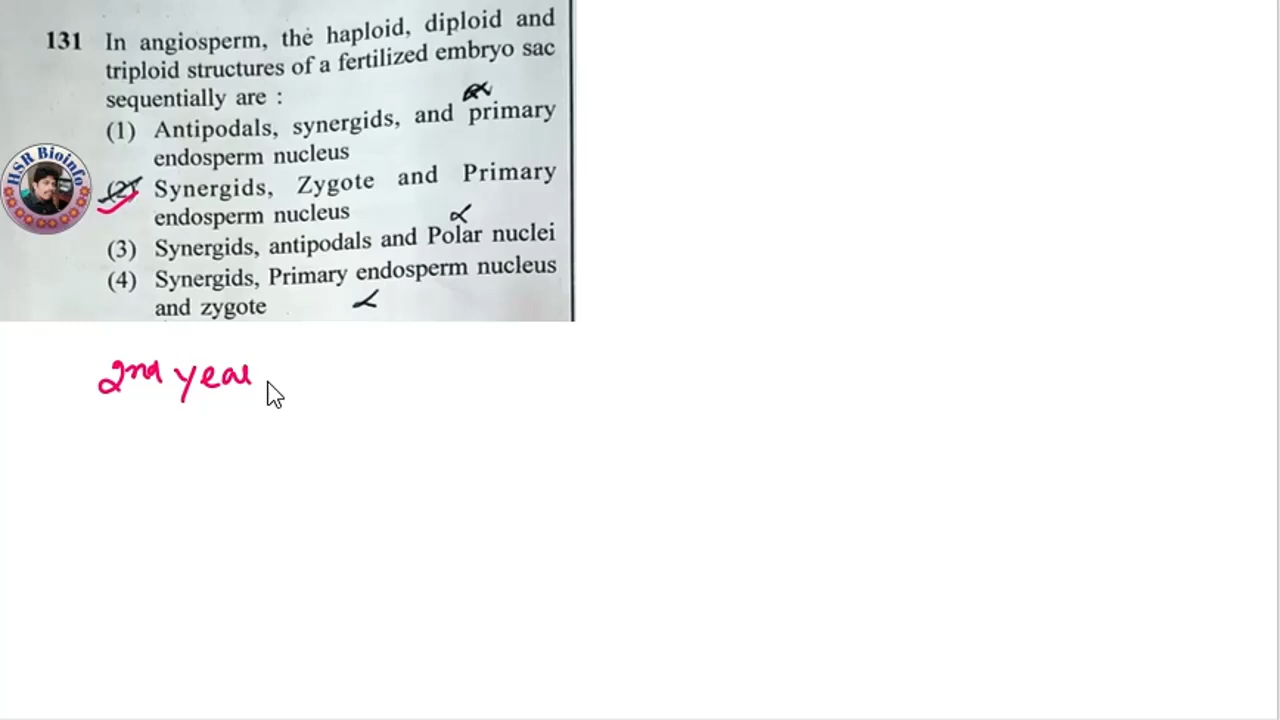 131 In angiosperm, the haploid, diploid and
triploid structures of a fertilized embryo sac
sequentially are :
(1) Antipodals, synergids, and primary
endosperm nucleus
HSR Bioinfo
(2) Synergids, Zygote and Primary
endosperm nucleus
(3) Synergids, antipodals and Polar nuclei
(4) Synergids, Primary endosperm nucleus
and zygote
2nd year